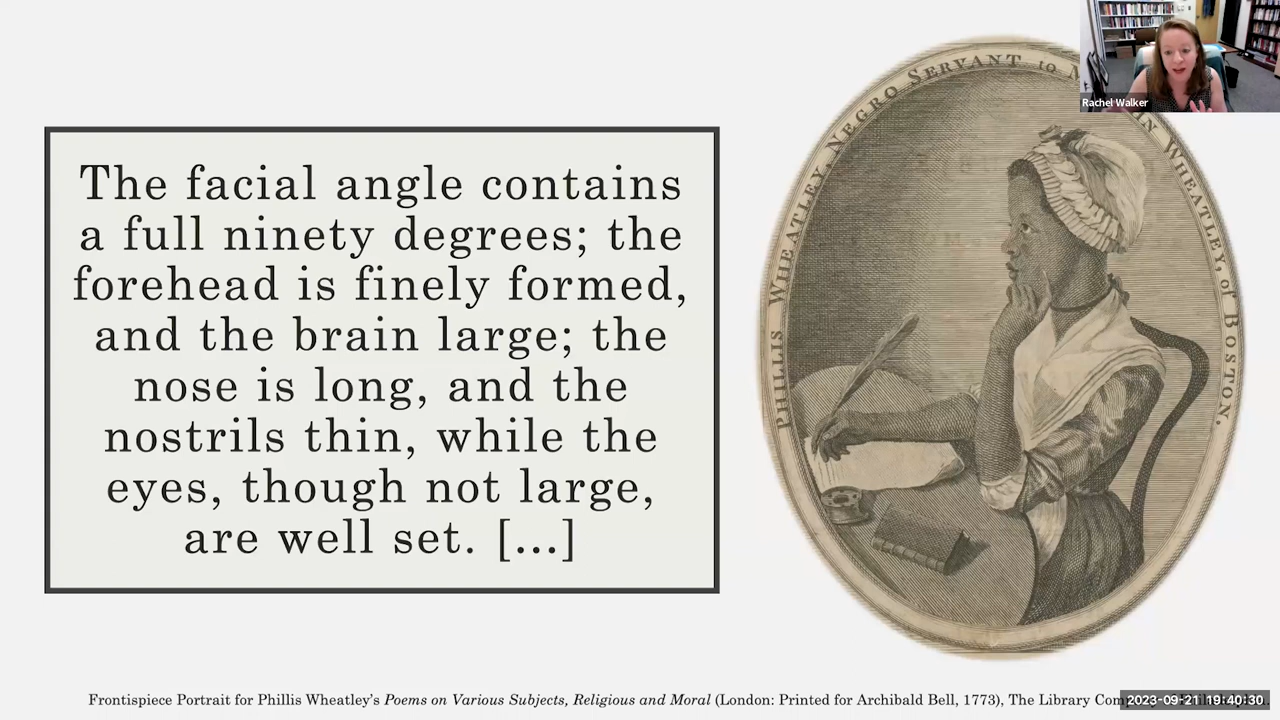 The facial angle contains
a full ninety degrees; the
forehead is finely formed,
and the brain large; the
nose is long, and the
nostrils thin, while the
eyes, though not large,
are well set. [...]
PHILLIS WHEATLEY, NEGRO SERVANT to M WHEATLEY, of BOSTON.
Rachel Walker
Frontispiece Portrait for Phillis Wheatley's Poems on Various Subjects, Religious and Moral (London: Printed for Archibald Bell, 1773), The Library
2023-09-21 19:40:30